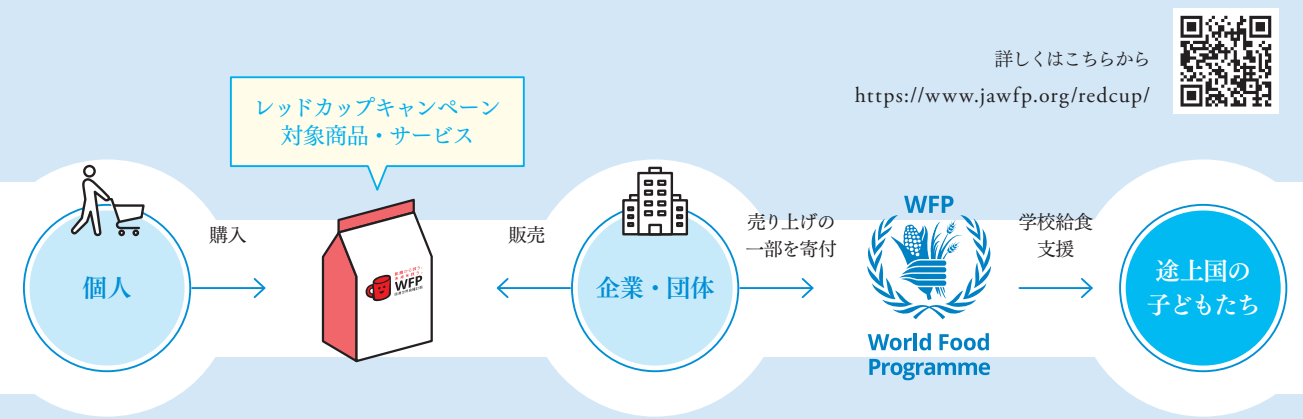 詳しくはこちらから
https://www.jawfp.org/redcup/
レッドカップキャンペーン
対象商品・サービス
個人
購入
WFP
販売
企業・団体
売り上げの
一部を寄付
WFP
World Food
Programme
学校給食
支援
途上国の
子どもたち